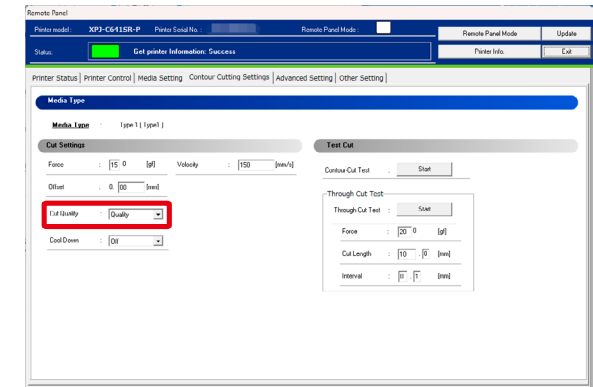 Remote Panel
Printer model : XPJ-C641SR-P Printer Serial No. : Remote Panel Mode :
Remote Panel Mode Update
Status: Get printer Information: Success
Printer Info. Exit
Printer Status Printer Control Media Setting Contour Cutting Settings Advanced Setting Other Setting
Media Type
Media Type : Type 1 [ Type1 ]
Cut Settings Test Cut
Force : 15 0 [gf] Velocity : 150 [mm/s]
Contour-Cut Test : Start
Offset : 0. 00 [mm]
Through Cut Test
Cut Quality : Quality
Through Cut Test : Start
Force : 20 0 [gf]
Cool Down : Off
Cut Length : 10 . 0 [mm]
Interval : 0 . 1 [mm]